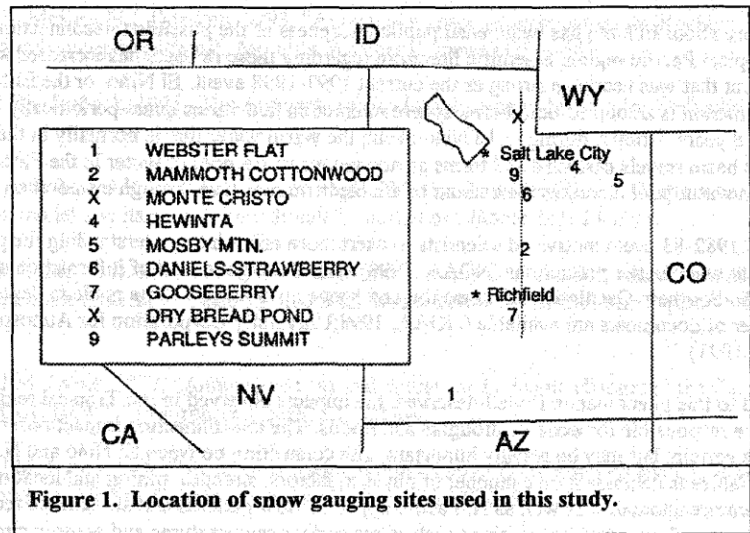 OR
ID
WY
X
* Salt Lake City
9
4
5
6
1 WEBSTER FLAT
2 MAMMOTH COTTONWOOD
X MONTE CRISTO
4 HEWINTA
5 MOSBY MTN.
6 DANIELS-STRAWBERRY
7 GOOSEBERRY
X DRY BREAD POND
9 PARLEYS SUMMIT
2
CO
* Richfield
7
NV
1
CA
AZ
Figure 1. Location of snow gauging sites used in this study.